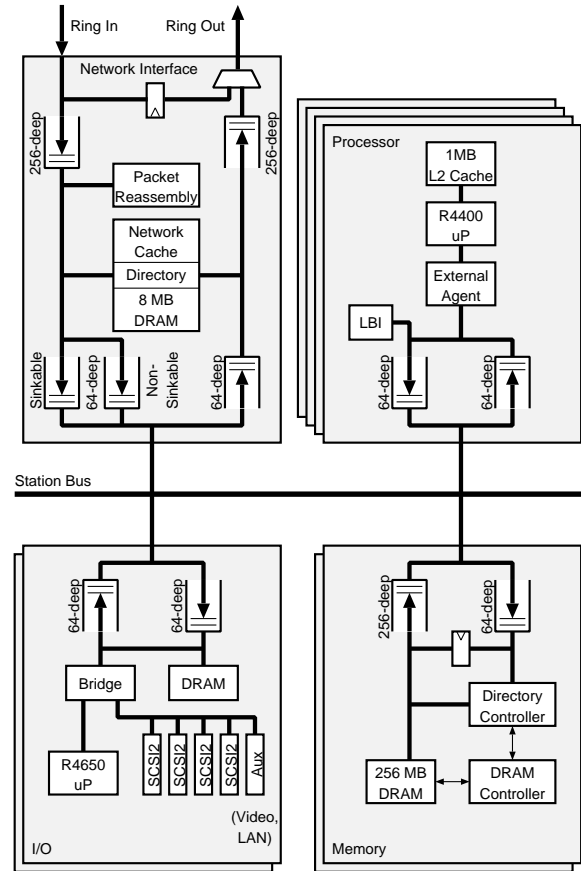 Ring In
Ring Out
Network Interface
256-deep
256-deep
Packet
Reassembly
Network
Cache
Directory
8 MB
DRAM
Sinkable
64-deep
Non-
Sinkable
64-deep
Processor
1MB
L2 Cache
R4400
uP
External
Agent
LBI
64-deep
64-deep
Station Bus
64-deep
64-deep
Bridge
DRAM
R4650
uP
SCSI2
SCSI2
SCSI2
SCSI2
Aux
(Video,
LAN)
I/O
256-deep
64-deep
Directory
Controller
256 MB
DRAM
DRAM
Controller
Memory